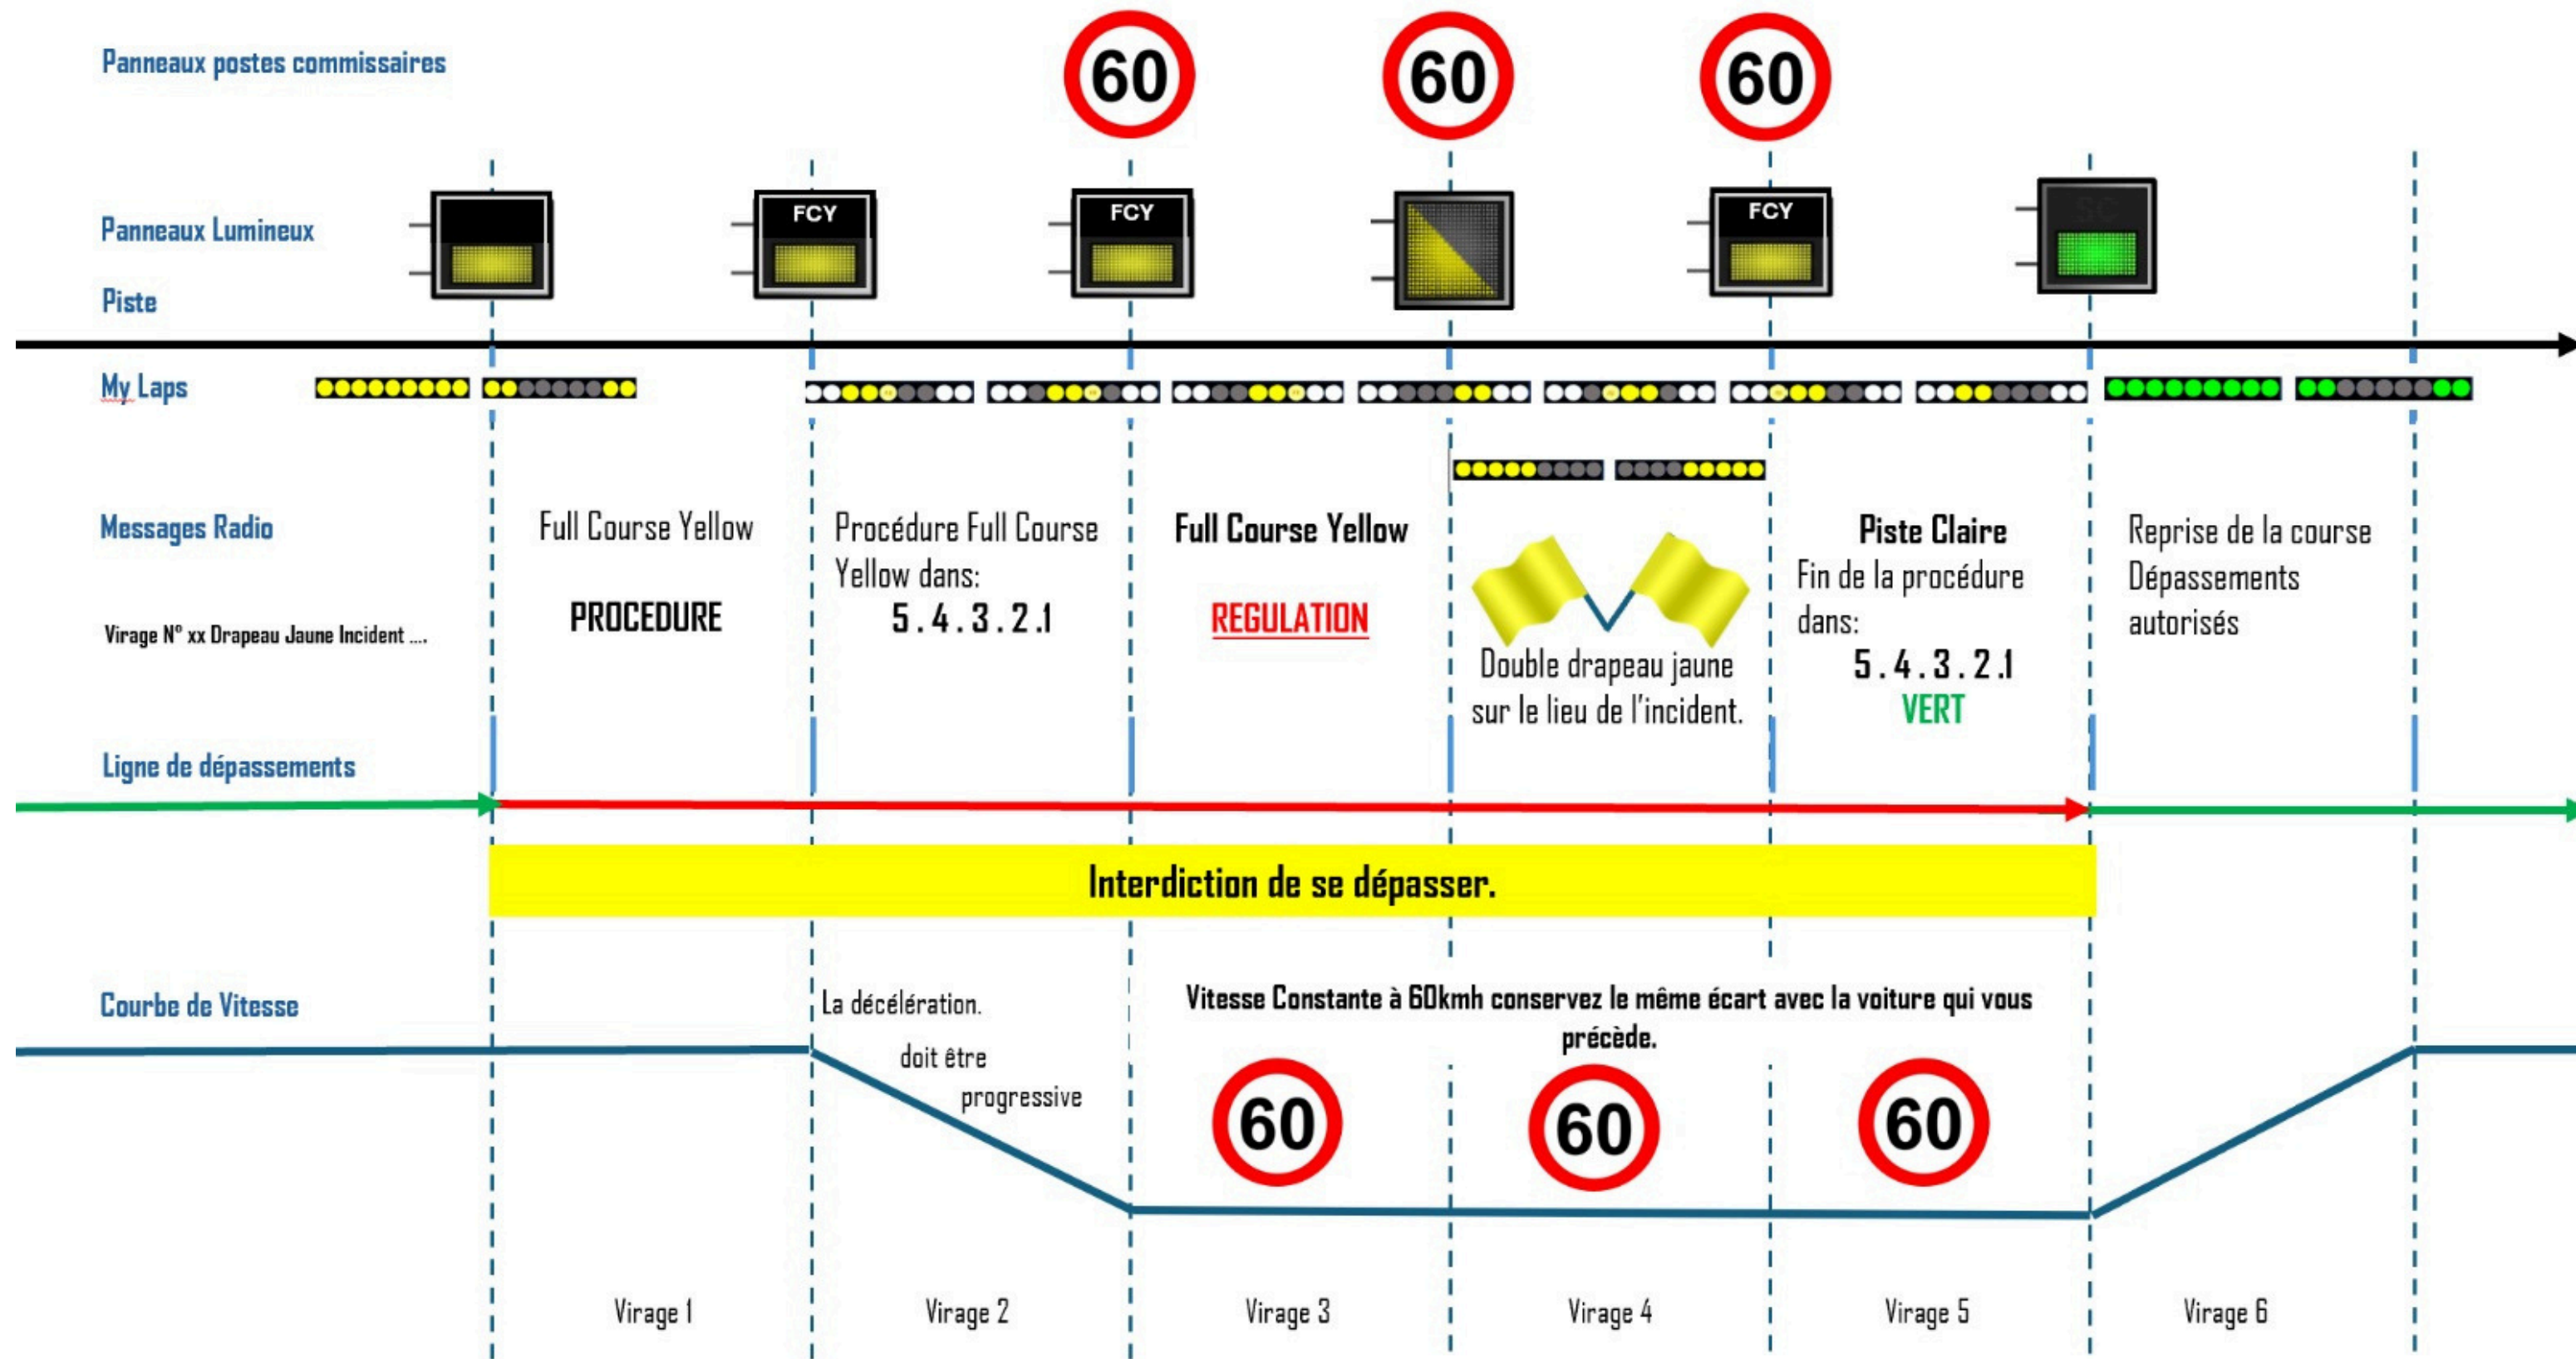 Panneaux postes commissaires
60
60
60
Panneaux Lumineux
FCY
FCY
FCY
SC
Piste
My Laps
Messages Radio
Virage N° xx Drapeau Jaune Incident ....
Full Course Yellow
PROCEDURE
Procédure Full Course
Yellow dans:
5 . 4 . 3 . 2 .1
Full Course Yellow
REGULATION
Double drapeau jaune
sur le lieu de l'incident.
Piste Claire
Fin de la procédure
dans:
5 . 4 . 3 . 2 .1
VERT
Reprise de la course
Dépassements
autorisés
Ligne de dépassements
Interdiction de se dépasser.
Courbe de Vitesse
La décélération.
doit être
progressive
Vitesse Constante à 60kmh conservez le même écart avec la voiture qui vous
précède.
60
60
60
Virage 1
Virage 2
Virage 3
Virage 4
Virage 5
Virage 6